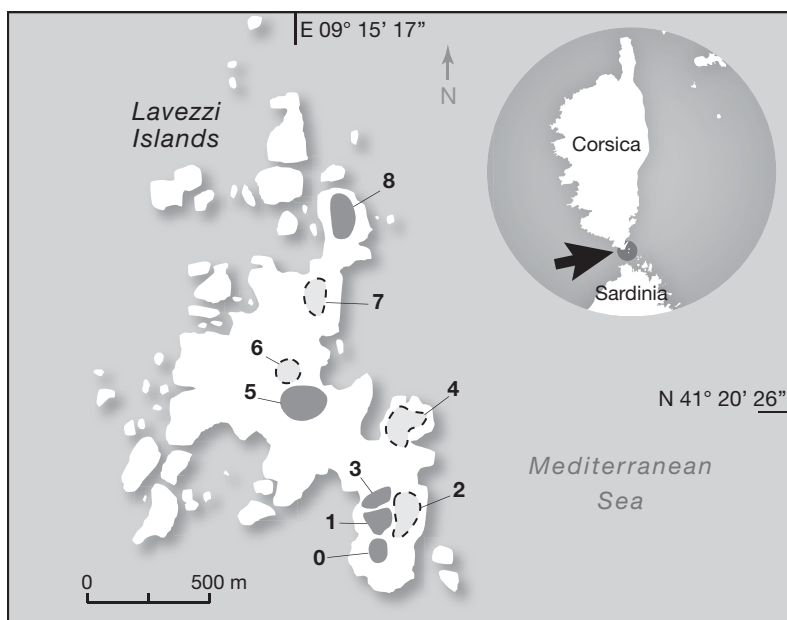 E 09° 15’ 17”
N
Lavezzi
Islands
Corsica
8
Sardinia
7
6
5
4
N 41° 20’ 26”
Mediterranean
Sea
3
2
1
0
0 500 m